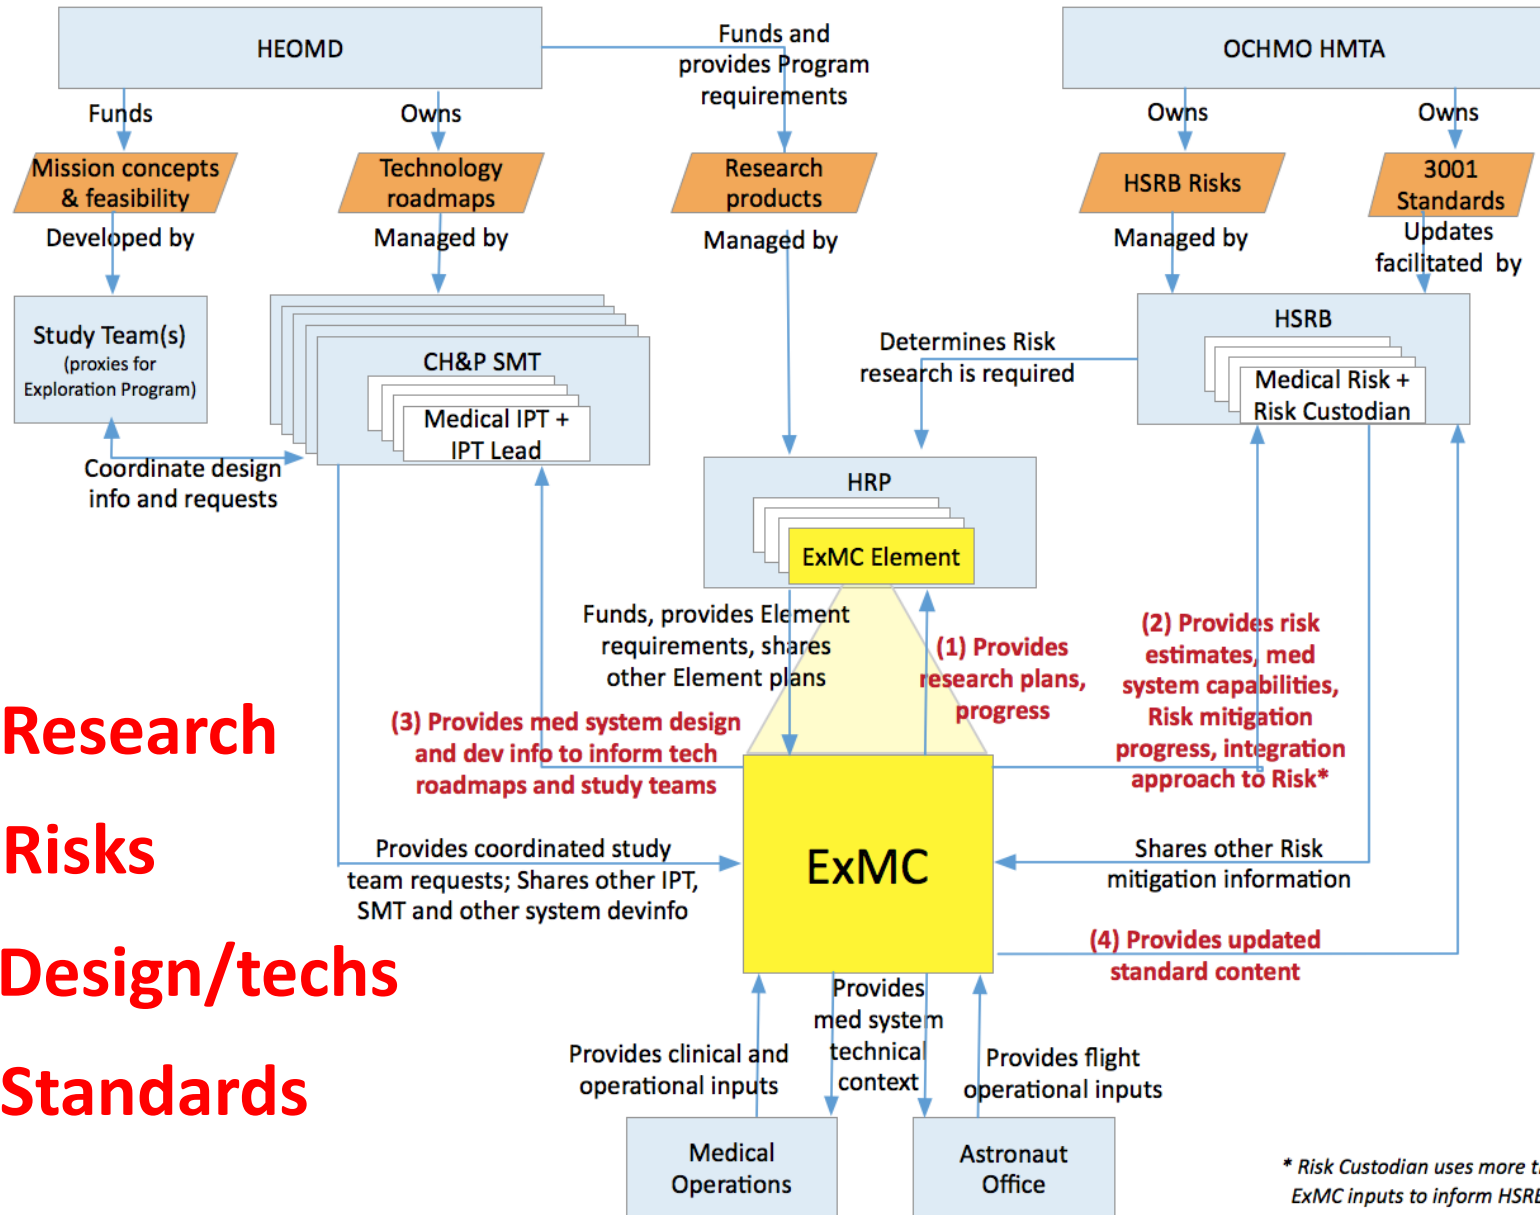 HEOMD
Funds and
provides Program
requirements
OCHMO HMTA
Funds
Owns
Owns
Owns
Mission concepts
& feasibility
Technology
roadmaps
Research
products
HSRB Risks
3001
Standards
Developed by
Managed by
Managed by
Managed by
Updates
facilitated by
Study Team(s)
(proxies for
Exploration Program)
CH&P SMT
Medical IPT +
IPT Lead
Determines Risk
research is required
HSRB
Medical Risk +
Risk Custodian
Coordinate design
info and requests
HRP
ExMC Element
Funds, provides Element
requirements, shares
other Element plans
(1) Provides
research plans,
progress
(2) Provides risk
estimates, med
system capabilities,
Risk mitigation
progress, integration
approach to Risk*
(3) Provides med system design
and dev info to inform tech
roadmaps and study teams
Research
Risks
Design/techs
Standards
ExMC
Provides coordinated study
team requests; Shares other IPT,
SMT and other system devinfo
Shares other Risk
mitigation information
(4) Provides updated
standard content
Provides clinical and
operational inputs
Provides
med system
technical
context
Provides flight
operational inputs
Medical
Operations
Astronaut
Office
* Risk Custodian uses more
ExMC inputs to inform